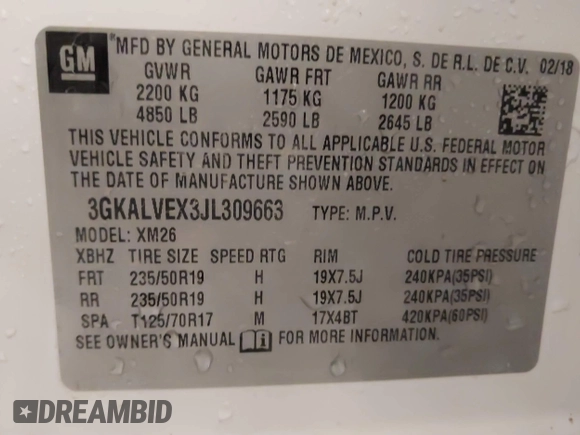 GM MFD BY GENERAL MOTORS DE MEXICO, S. DE R.L. DE C.V. 02/18
GVWR GAWR FRT GAWR RR
2200 KG 1175 KG 1200 KG
4850 LB 2590 LB 2645 LB
THIS VEHICLE CONFORMS TO ALL APPLICABLE U.S. FEDERAL MOTOR
VEHICLE SAFETY AND THEFT PREVENTION STANDARDS IN EFFECT ON
THE DATE OF MANUFACTURE SHOWN ABOVE.
3GKALVEX3JL309663 TYPE: M.P.V.
MODEL: XM26
XBHZ TIRE SIZE SPEED RTG RIM COLD TIRE PRESSURE
FRT 235/50R19 H 19X7.5J 240KPA(35PSI)
RR 235/50R19 H 19X7.5J 240KPA(35PSI)
SPA T125/70R17 M 17X4BT 420KPA(60PSI)
SEE OWNER'S MANUAL FOR MORE INFORMATION.
DREAMBID